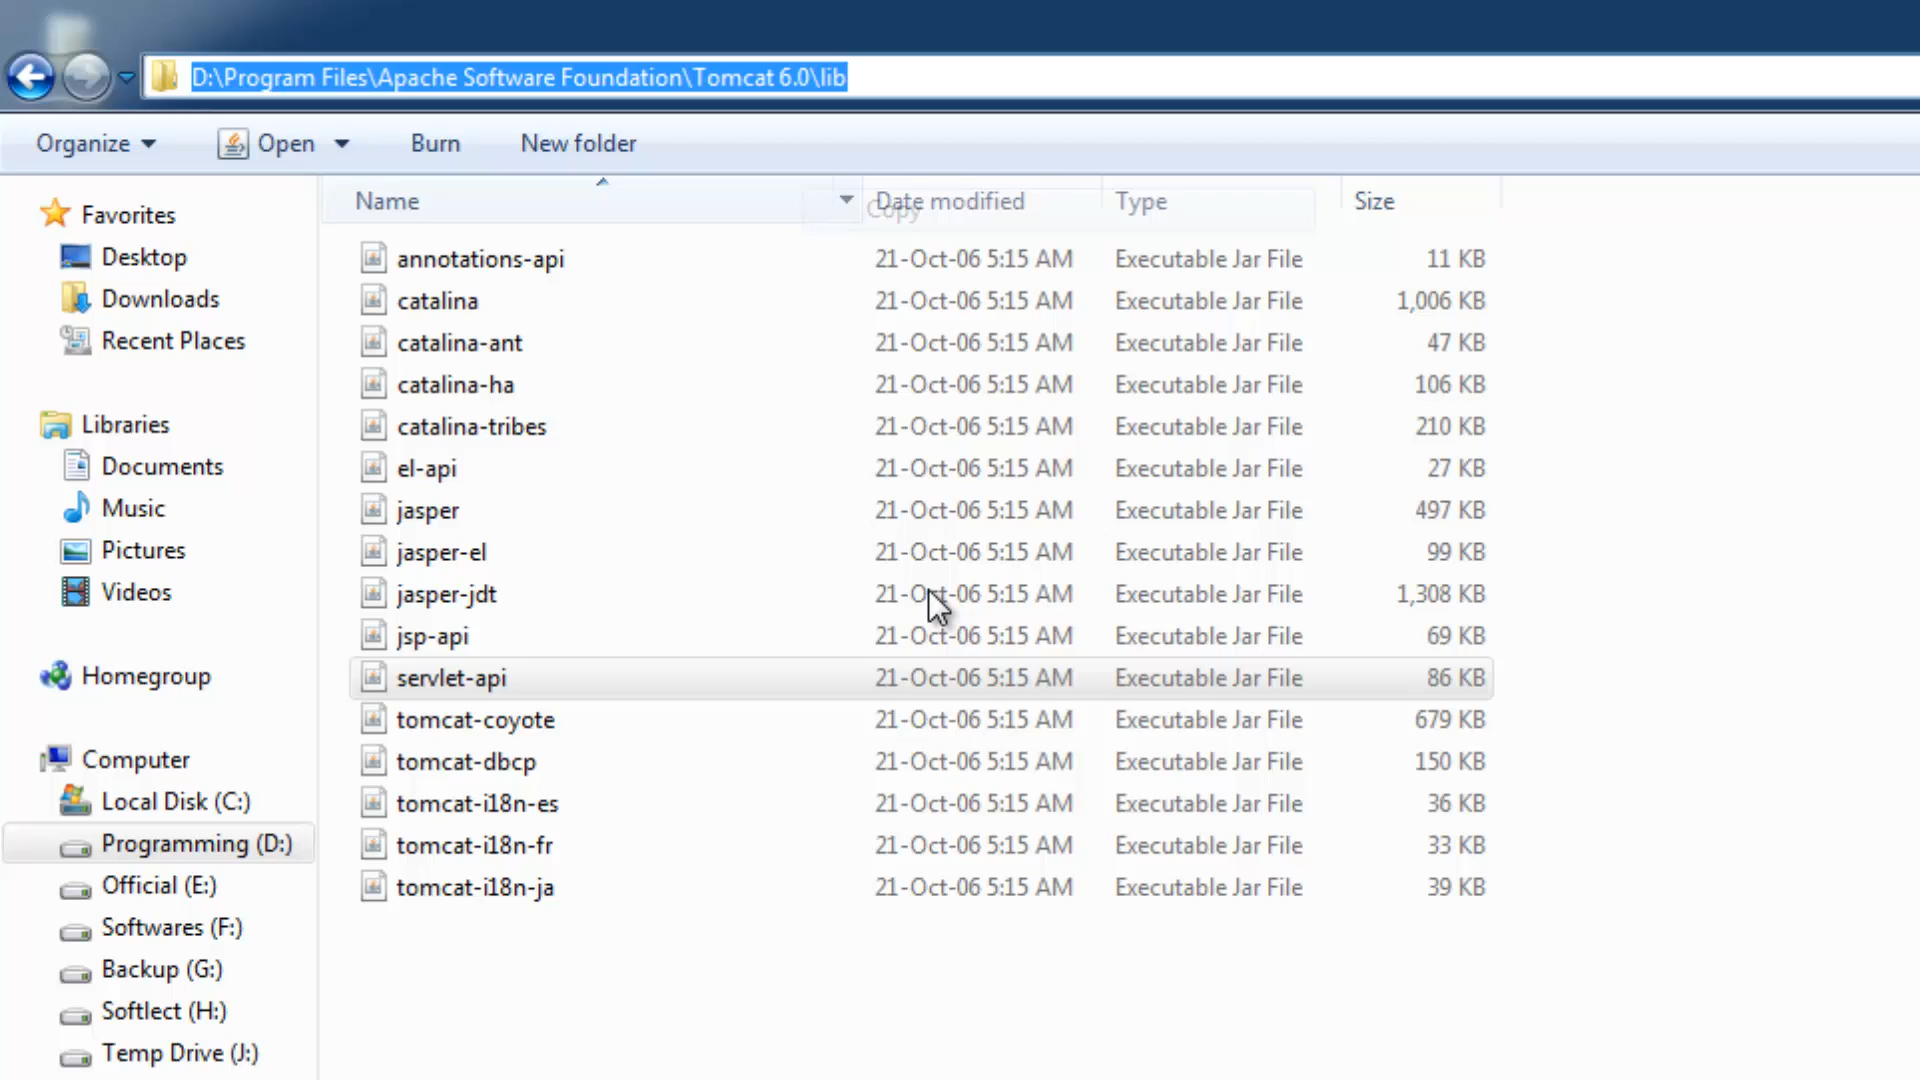 D:\Program Files\Apache Software Foundation\Tomcat 6.0\lib
Organize Open Burn New folder
Favorites
Desktop
Downloads
Recent Places
Libraries
Documents
Music
Pictures
Videos
Homegroup
Computer
Local Disk (C:)
Programming (D:)
Official (E:)
Softwares (F:)
Backup (G:)
Softlect (H:)
Temp Drive (J:)
Name Date modified Type Size
Copy
annotations-api 21-Oct-06 5:15 AM Executable Jar File 11 KB
catalina 21-Oct-06 5:15 AM Executable Jar File 1,006 KB
catalina-ant 21-Oct-06 5:15 AM Executable Jar File 47 KB
catalina-ha 21-Oct-06 5:15 AM Executable Jar File 106 KB
catalina-tribes 21-Oct-06 5:15 AM Executable Jar File 210 KB
el-api 21-Oct-06 5:15 AM Executable Jar File 27 KB
jasper 21-Oct-06 5:15 AM Executable Jar File 497 KB
jasper-el 21-Oct-06 5:15 AM Executable Jar File 99 KB
jasper-jdt 21-Oct-06 5:15 AM Executable Jar File 1,308 KB
jsp-api 21-Oct-06 5:15 AM Executable Jar File 69 KB
servlet-api 21-Oct-06 5:15 AM Executable Jar File 86 KB
tomcat-coyote 21-Oct-06 5:15 AM Executable Jar File 679 KB
tomcat-dbcp 21-Oct-06 5:15 AM Executable Jar File 150 KB
tomcat-i18n-es 21-Oct-06 5:15 AM Executable Jar File 36 KB
tomcat-i18n-fr 21-Oct-06 5:15 AM Executable Jar File 33 KB
tomcat-i18n-ja 21-Oct-06 5:15 AM Executable Jar File 39 KB